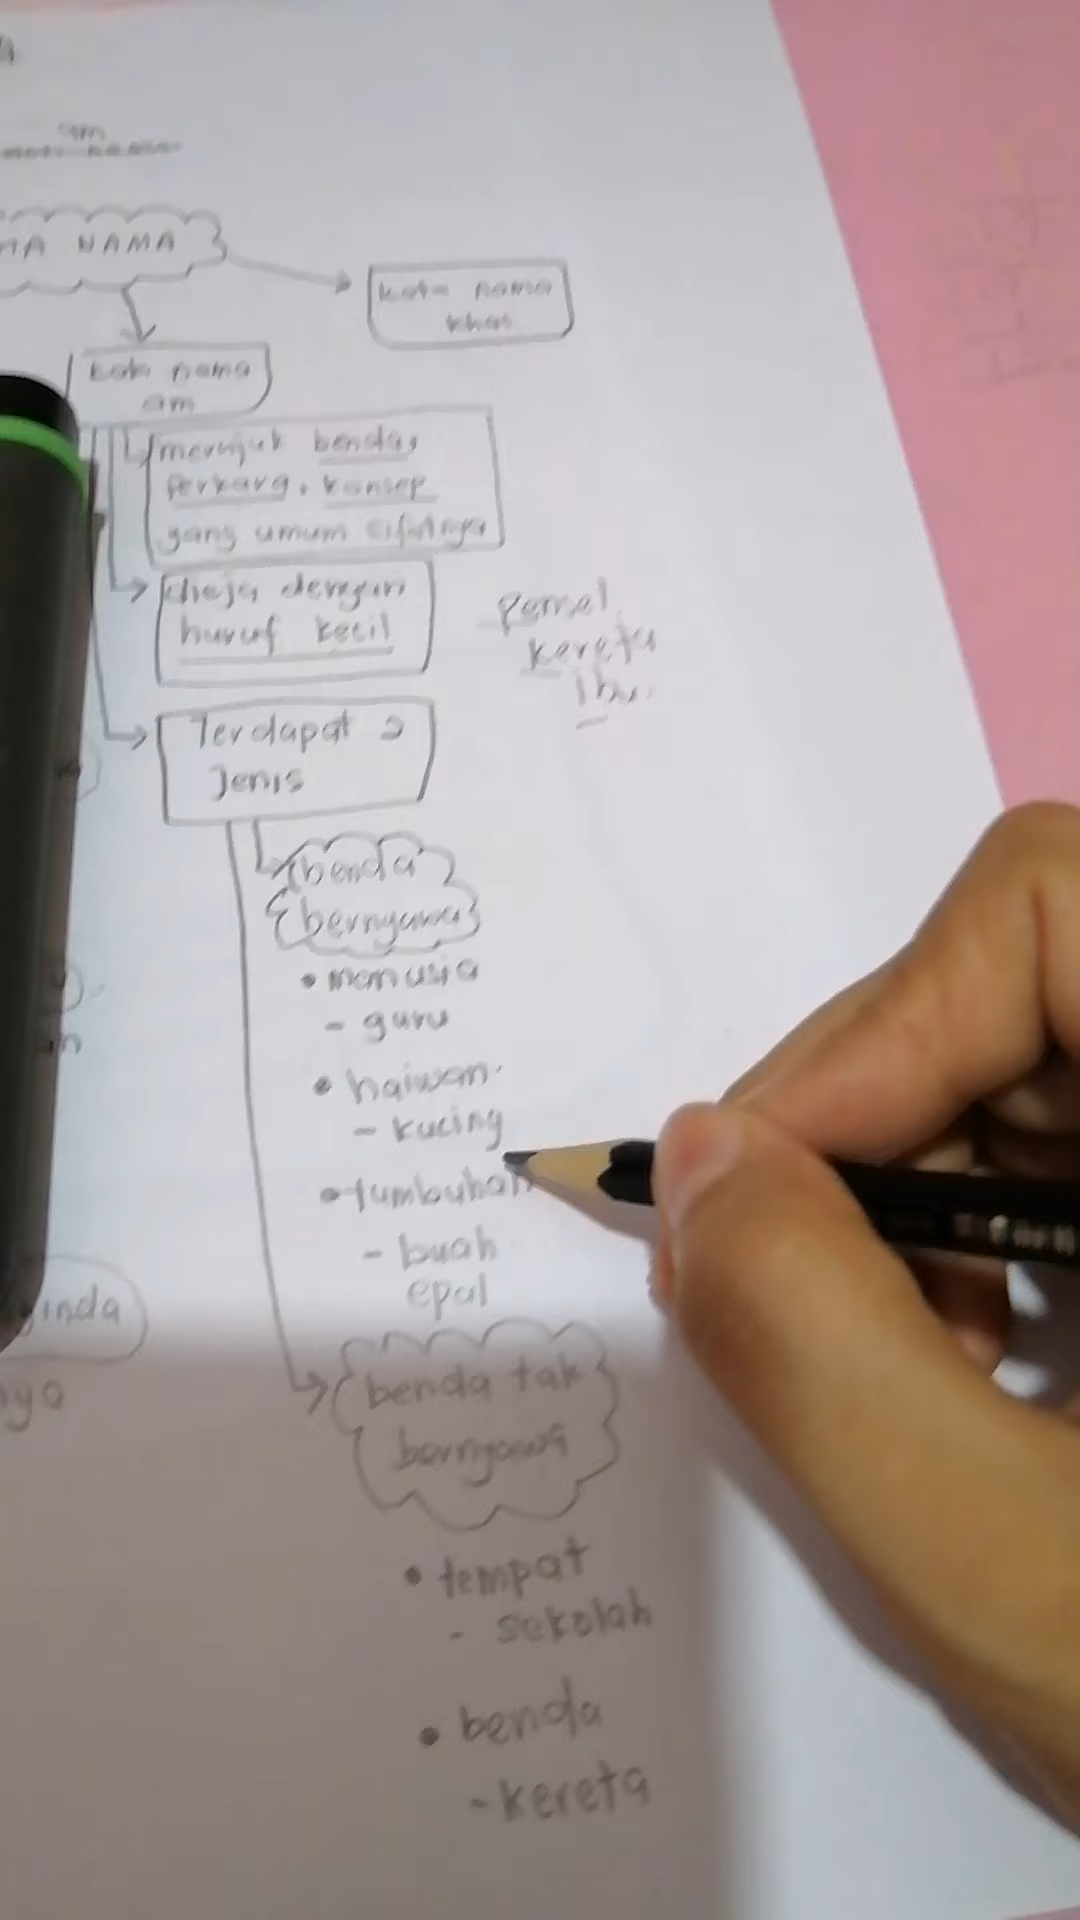 am
NAMA
kata nama
khas
kata nama
am
merujuk benda,
perkara, konsep
yang umum sifatnya
dieja dengan
huruf kecil
pensel
kereta
ibu
Terdapat 2
Jenis
benda
bernyawa
• manusia
- guru
• haiwan
- kucing
• tumbuhan
- buah
epal
benda tak
bernyawa
• tempat
- sekolah
• benda
- kereta